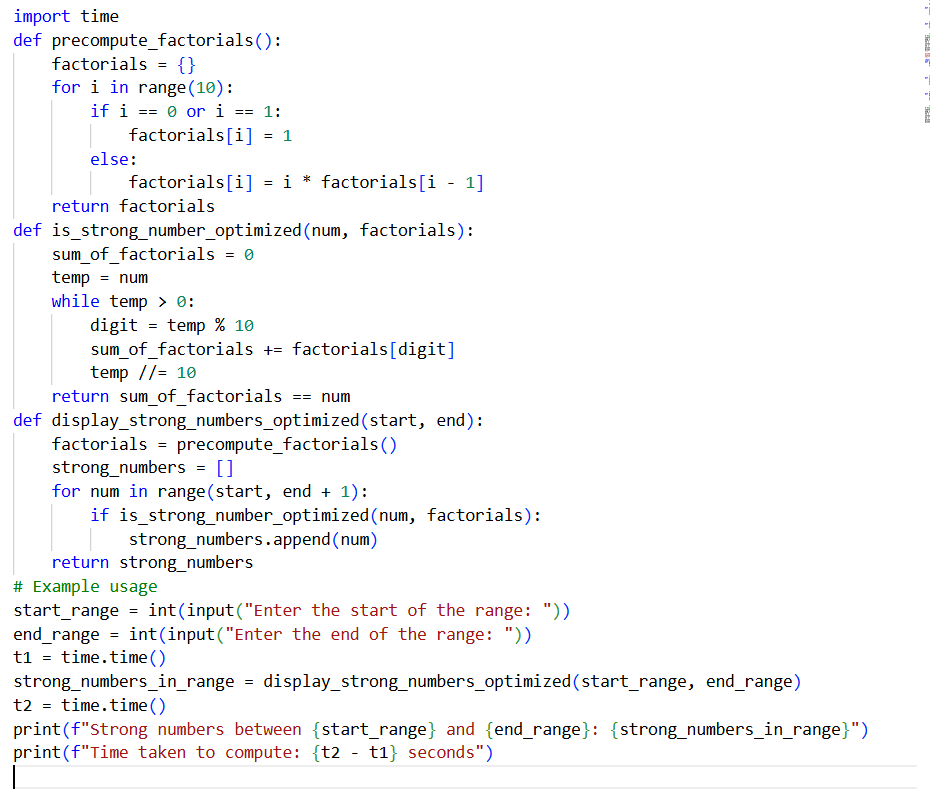 import time
def precompute_factorials():
    factorials = {}
    for i in range(10):
        if i == 0 or i == 1:
            factorials[i] = 1
        else:
            factorials[i] = i * factorials[i - 1]
    return factorials
def is_strong_number_optimized(num, factorials):
    sum_of_factorials = 0
    temp = num
    while temp > 0:
        digit = temp % 10
        sum_of_factorials += factorials[digit]
        temp //= 10
    return sum_of_factorials == num
def display_strong_numbers_optimized(start, end):
    factorials = precompute_factorials()
    strong_numbers = []
    for num in range(start, end + 1):
        if is_strong_number_optimized(num, factorials):
            strong_numbers.append(num)
    return strong_numbers
# Example usage
start_range = int(input("Enter the start of the range: "))
end_range = int(input("Enter the end of the range: "))
t1 = time.time()
strong_numbers_in_range = display_strong_numbers_optimized(start_range, end_range)
t2 = time.time()
print(f"Strong numbers between {start_range} and {end_range}: {strong_numbers_in_range}")
print(f"Time taken to compute: {t2 - t1} seconds")